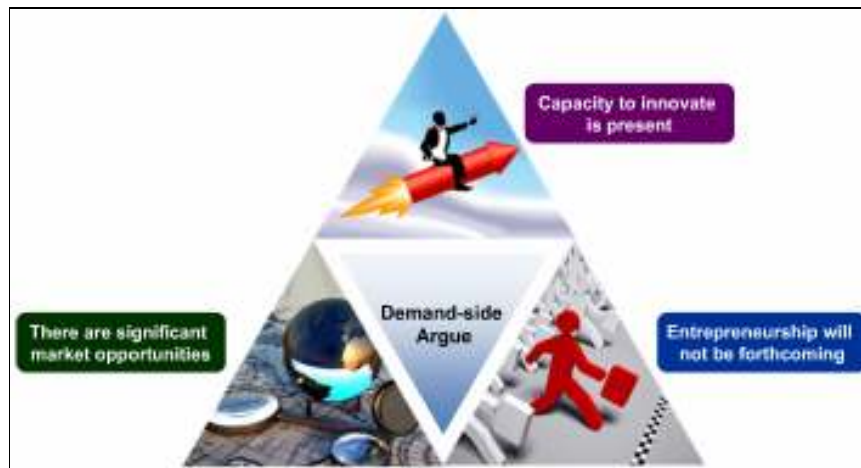 Capacity to innovate
is present
There are significant
market opportunities
Demand-side
Argue
Entrepreneurship will
not be forthcoming